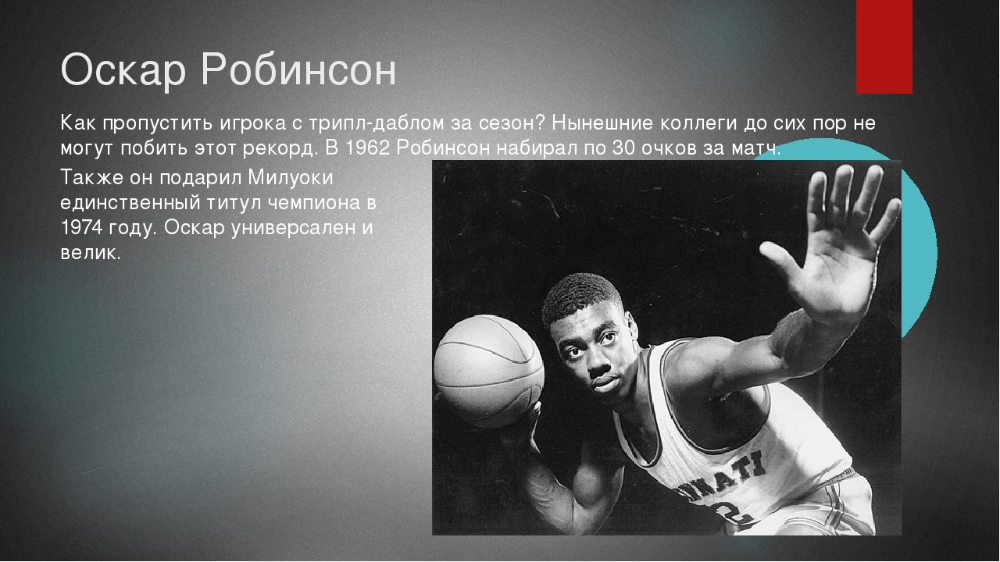 Оскар Робинсон
Как пропустить игрока с трипл-даблом за сезон? Нынешние коллеги до сих пор не
могут побить этот рекорд. В 1962 Робинсон набирал по 30 очков за матч.
Также он подарил Милуоки
единственный титул чемпиона в
1974 году. Оскар универсален и
велик.
NNATI
2